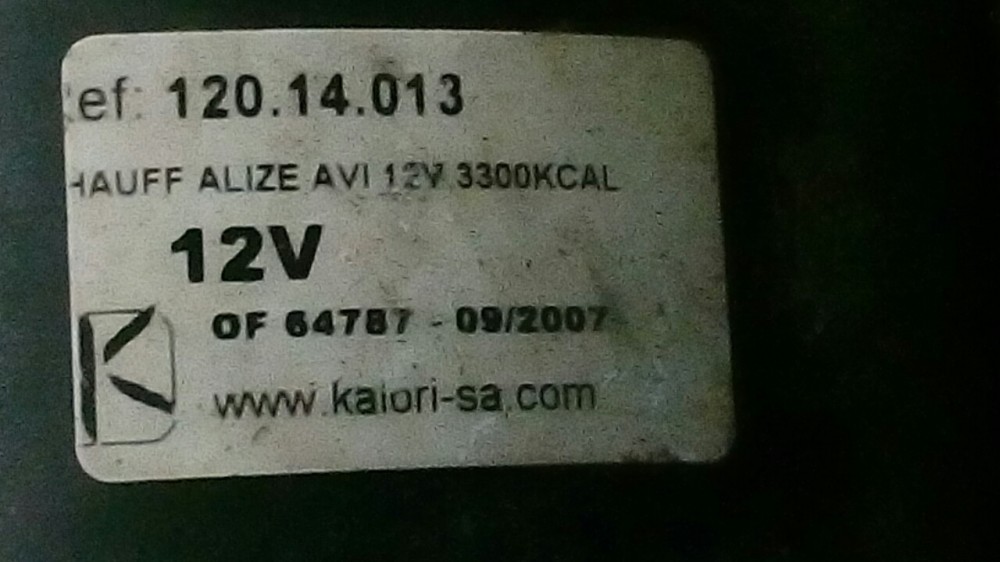 ef: 120.14.013
HAUFF ALIZE AVI 12V 3300KCAL
12V
OF 64787 - 09/2007
www.kaiori-sa.com